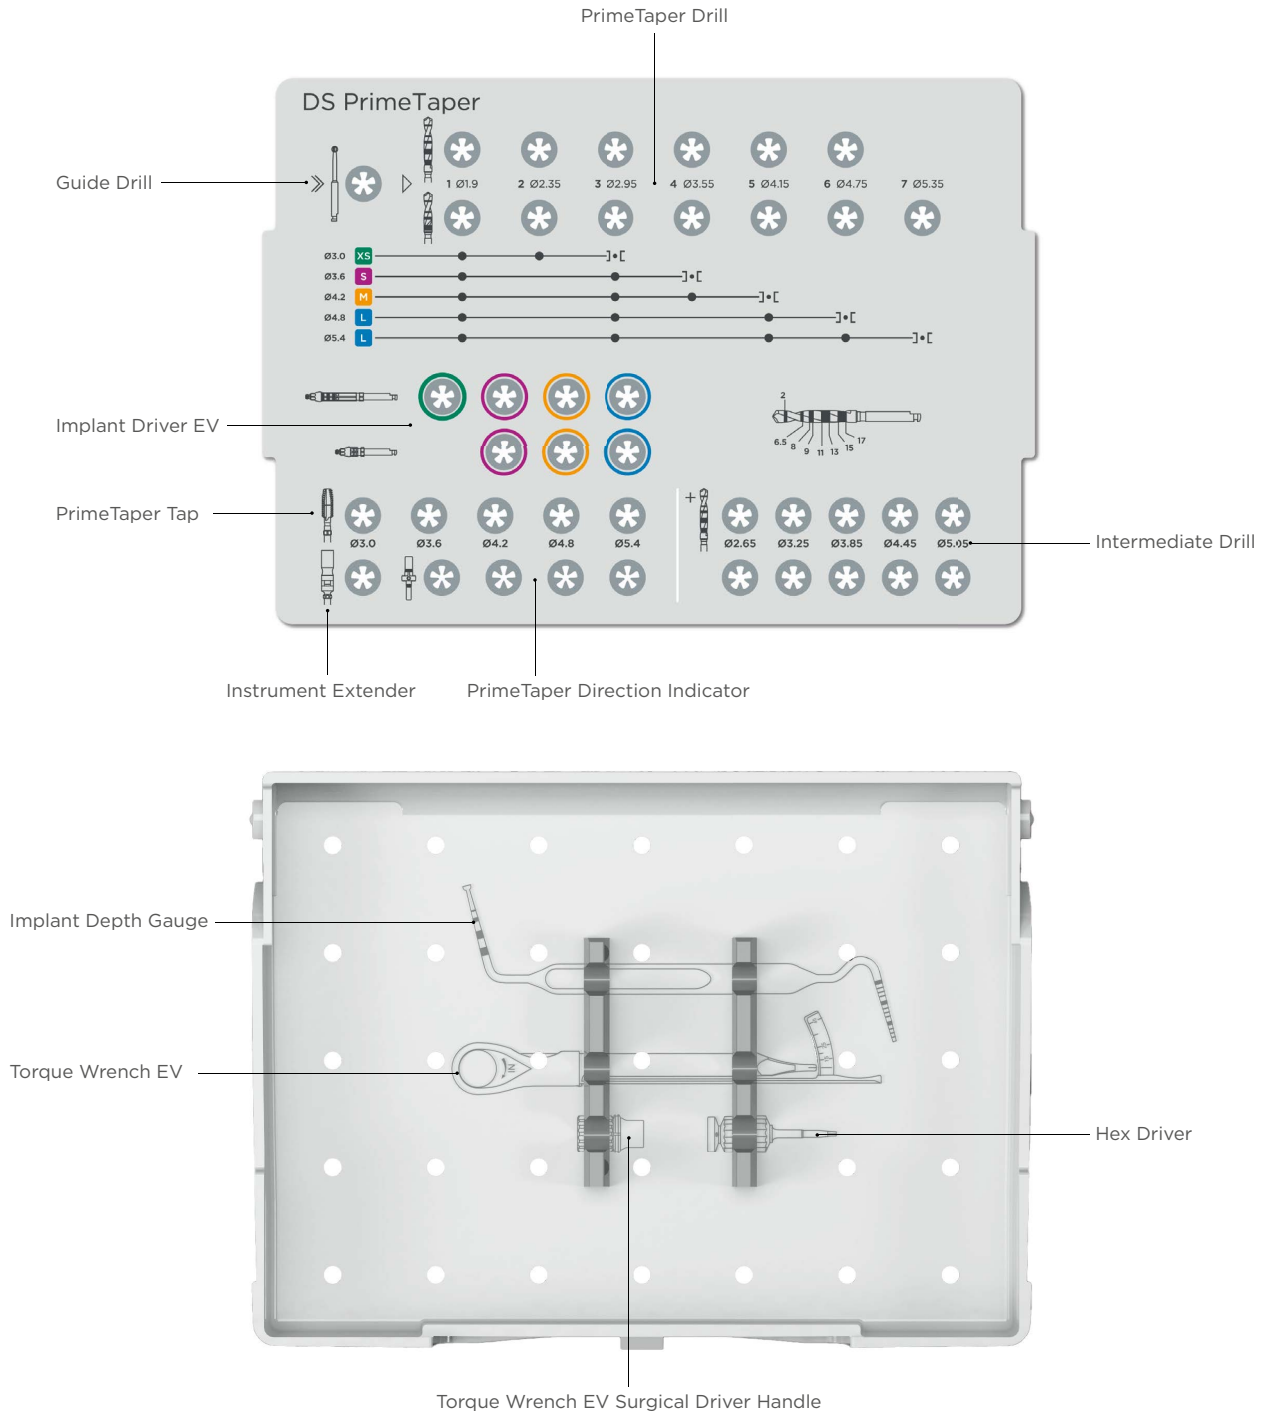 PrimeTaper Drill
DS PrimeTaper
Guide Drill
1 Ø1.9 2 Ø2.35 3 Ø2.95 4 Ø3.55 5 Ø4.15 6 Ø4.75 7 Ø5.35
Ø3.0 XS
Ø3.6 S
Ø4.2 M
Ø4.8 L
Ø5.4 L
Implant Driver EV
2
6.5 8 9 11 13 15 17
PrimeTaper Tap
+
Ø3.0 Ø3.6 Ø4.2 Ø4.8 Ø5.4
Ø2.65 Ø3.25 Ø3.85 Ø4.45 Ø5.05
Intermediate Drill
Instrument Extender
PrimeTaper Direction Indicator
Implant Depth Gauge
Torque Wrench EV
IN
Hex Driver
Torque Wrench EV Surgical Driver Handle